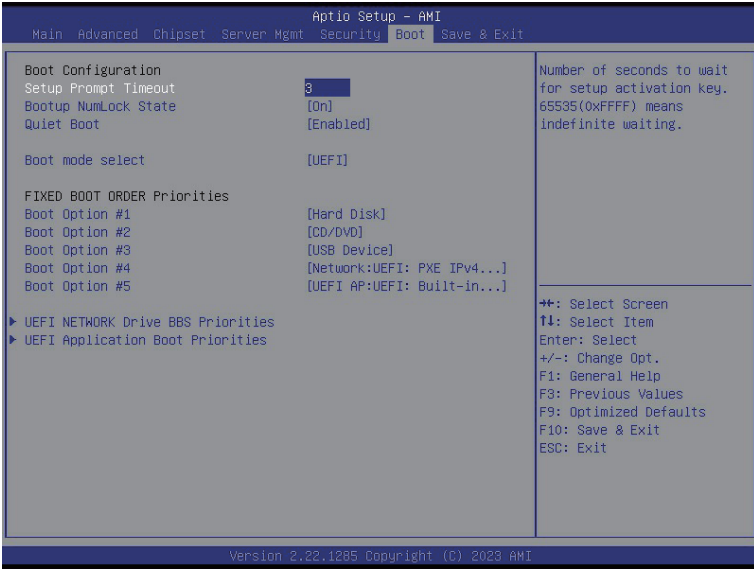 Aptio Setup – AMI
Main Advanced Chipset Server Mgmt Security Boot Save & Exit
Boot Configuration
Setup Prompt Timeout 3
Bootup NumLock State [On]
Quiet Boot [Enabled]
Boot mode select [UEFI]
FIXED BOOT ORDER Priorities
Boot Option #1 [Hard Disk]
Boot Option #2 [CD/DVD]
Boot Option #3 [USB Device]
Boot Option #4 [Network:UEFI: PXE IPv4...]
Boot Option #5 [UEFI AP:UEFI: Built-in...]
UEFI NETWORK Drive BBS Priorities
UEFI Application Boot Priorities
Number of seconds to wait
for setup activation key.
65535(0xFFFF) means
indefinite waiting.
→←: Select Screen
↑↓: Select Item
Enter: Select
+/-: Change Opt.
F1: General Help
F3: Previous Values
F9: Optimized Defaults
F10: Save & Exit
ESC: Exit
Version 2.22.1285 Copyright (C) 2023 AMI